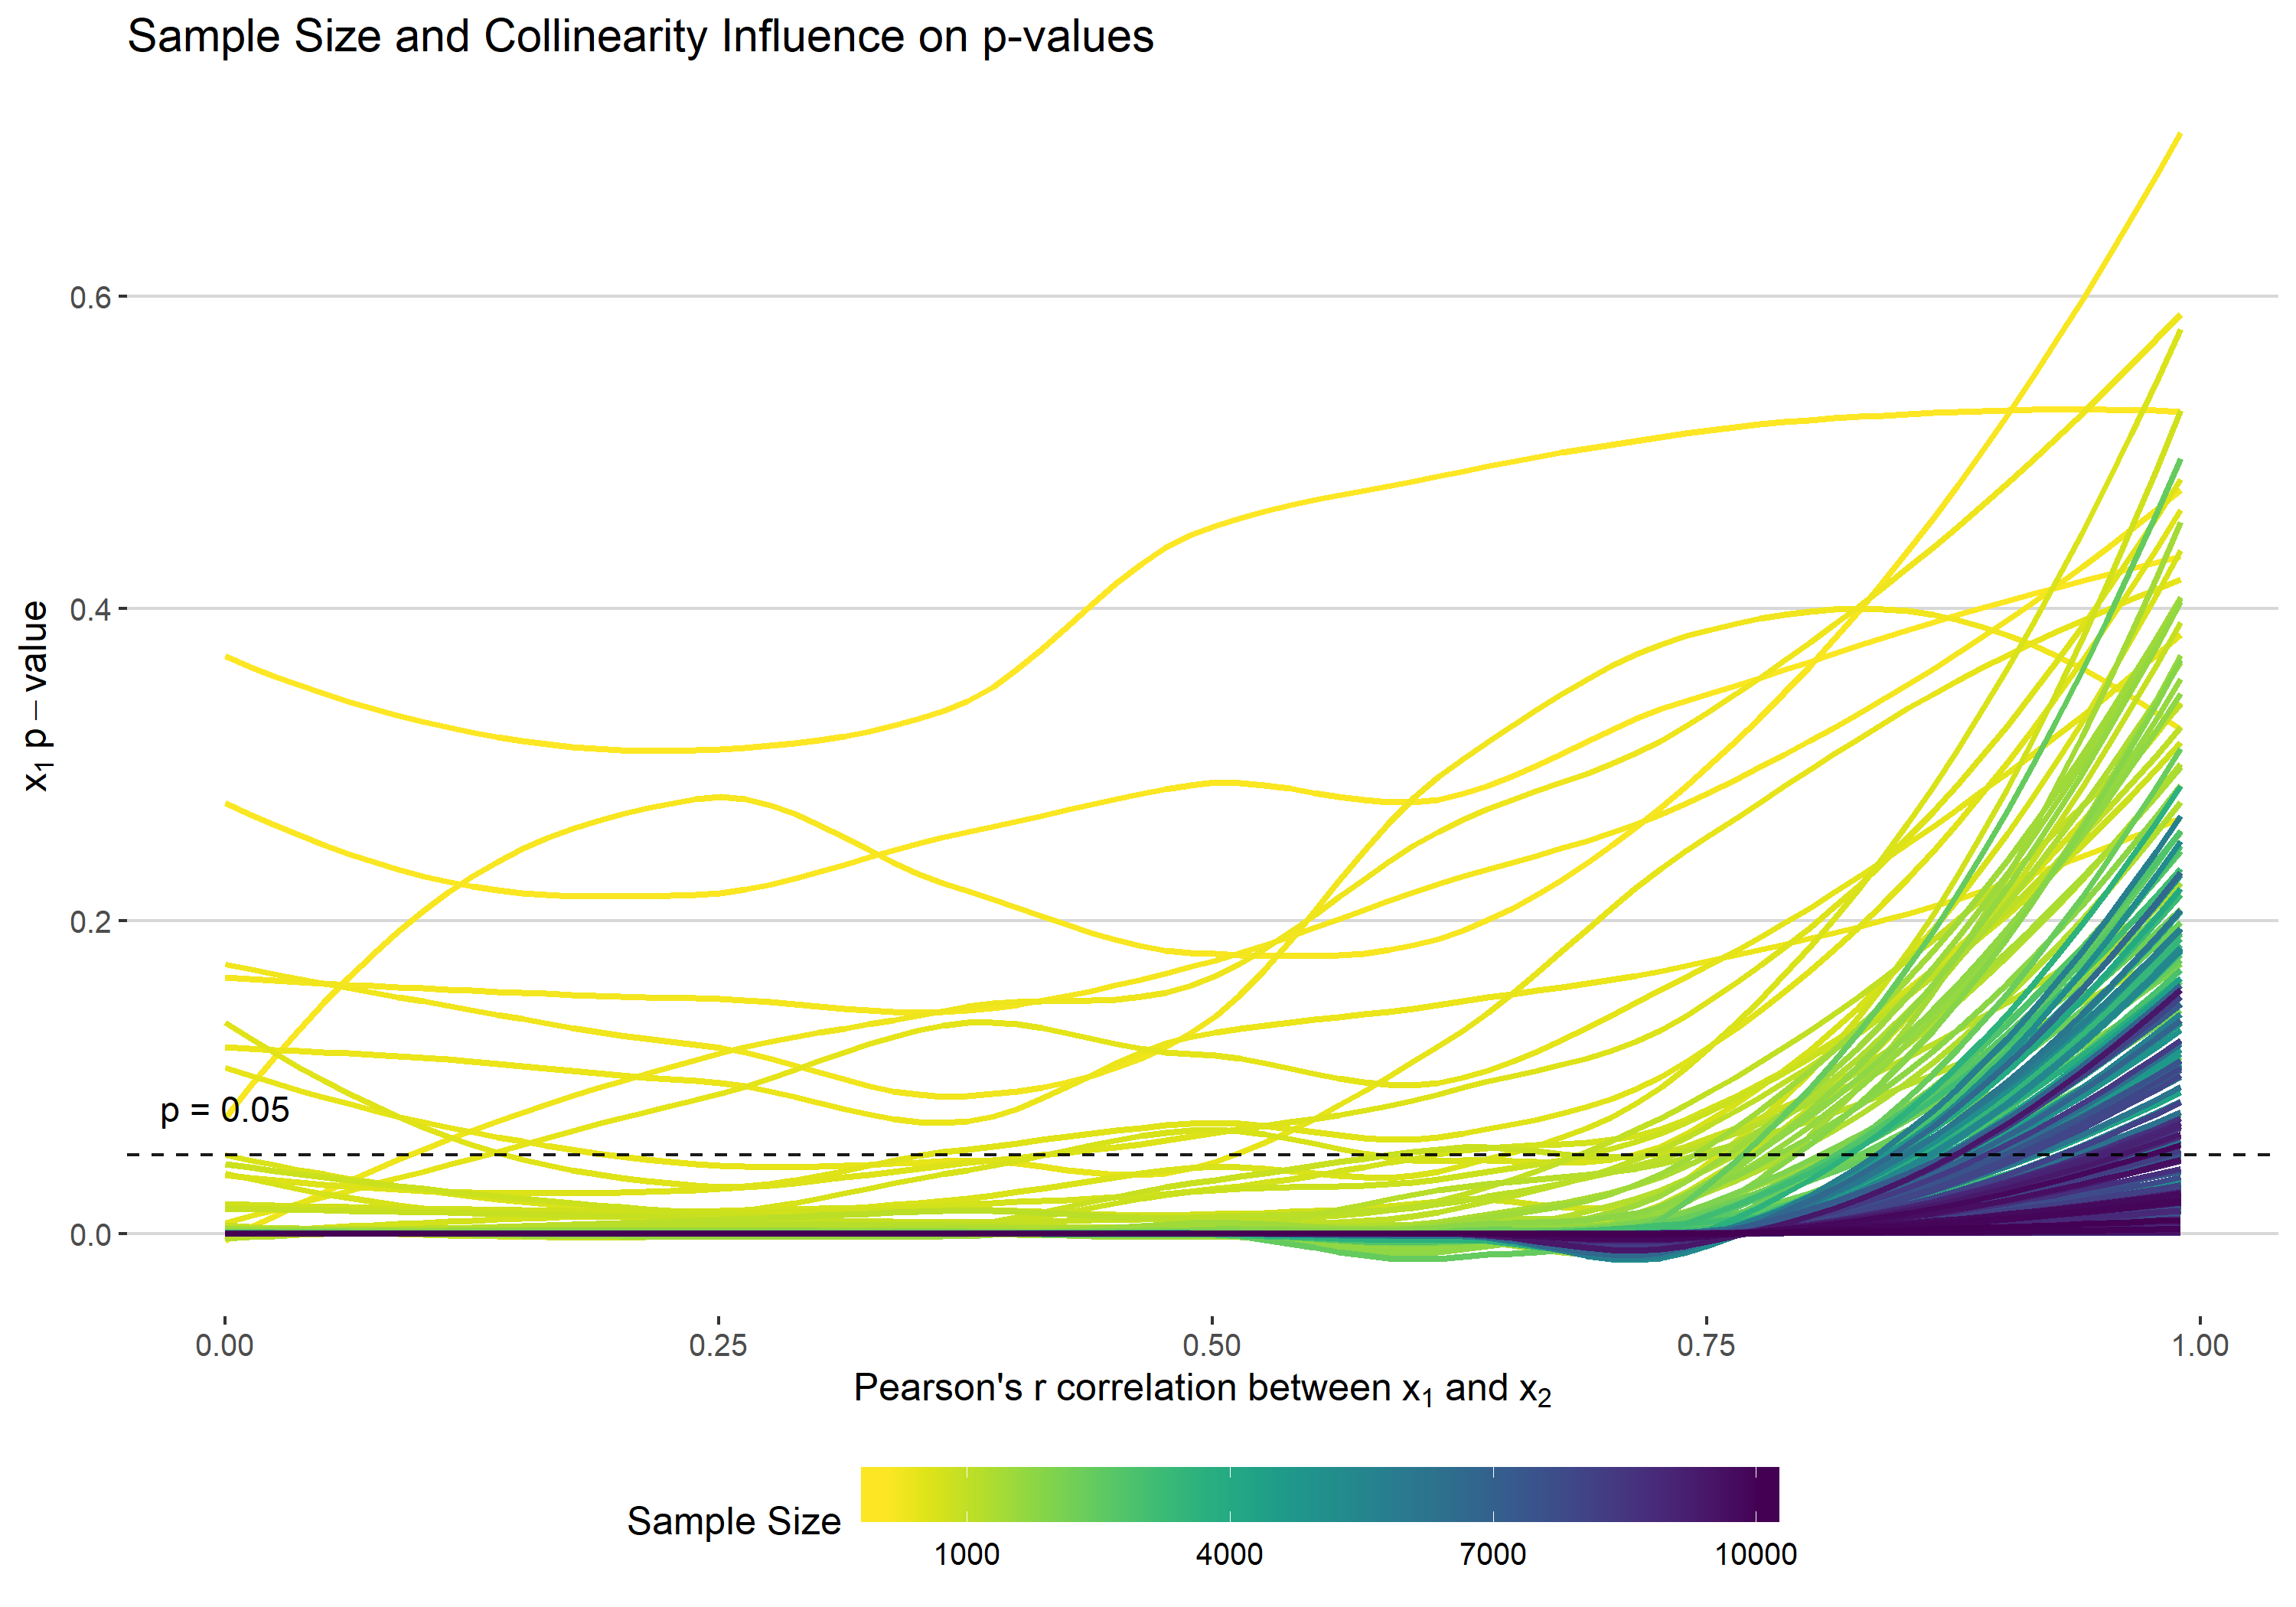 Sample Size and Collinearity Influence on p-values
x₁ p − value
0.6
0.4
0.2
0.0
p = 0.05
0.00 0.25 0.50 0.75 1.00
Pearson's r correlation between x₁ and x₂
Sample Size
1000 4000 7000 10000